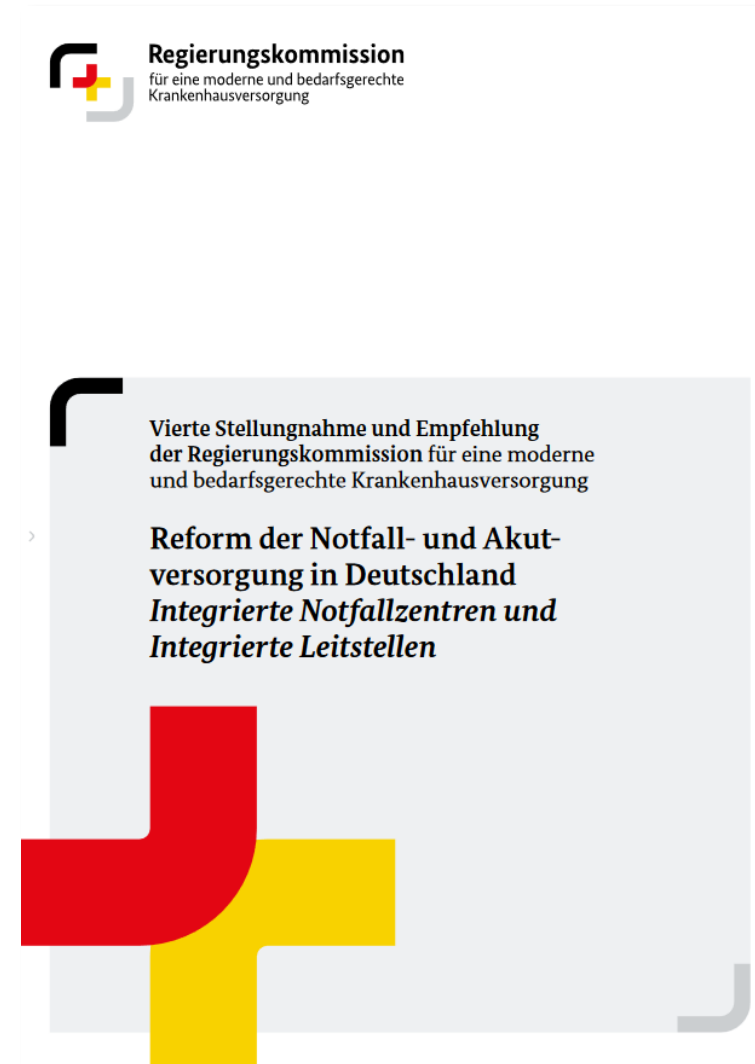 Regierungskommission
für eine moderne und bedarfsgerechte
Krankenhausversorgung
Vierte Stellungnahme und Empfehlung
der Regierungskommission für eine moderne
und bedarfsgerechte Krankenhausversorgung
Reform der Notfall- und Akut-
versorgung in Deutschland
Integrierte Notfallzentren und
Integrierte Leitstellen